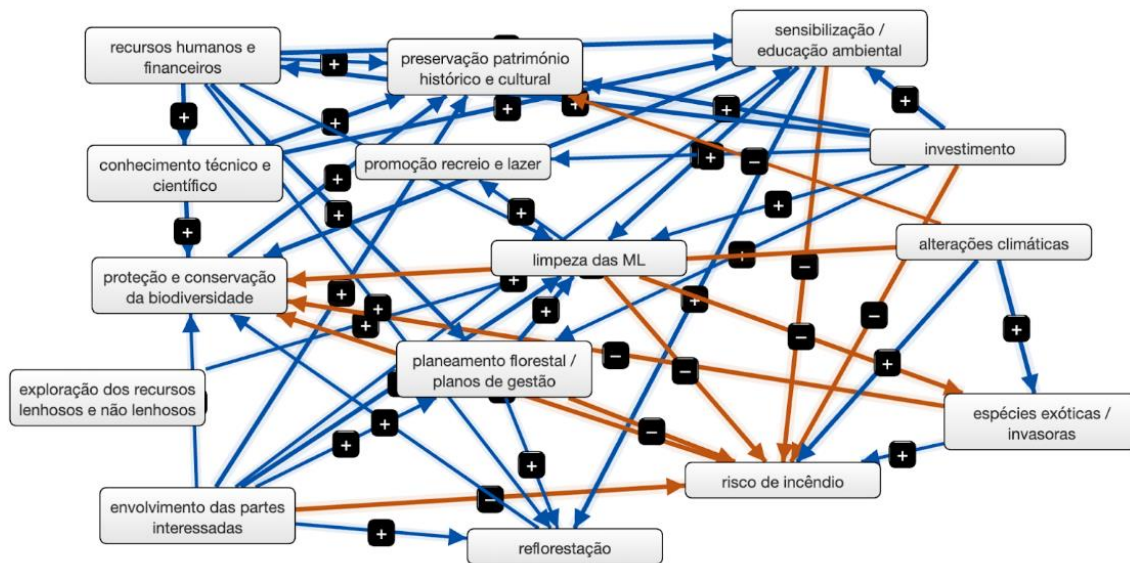 recursos humanos e
financeiros
preservação património
histórico e cultural
sensibilização /
educação ambiental
conhecimento técnico e
científico
promoção recreio e lazer
investimento
proteção e conservação
da biodiversidade
limpeza das ML
alterações climáticas
exploração dos recursos
lenhosos e não lenhosos
planeamento florestal /
planos de gestão
espécies exóticas /
invasoras
risco de incêndio
envolvimento das partes
interessadas
reflorestação